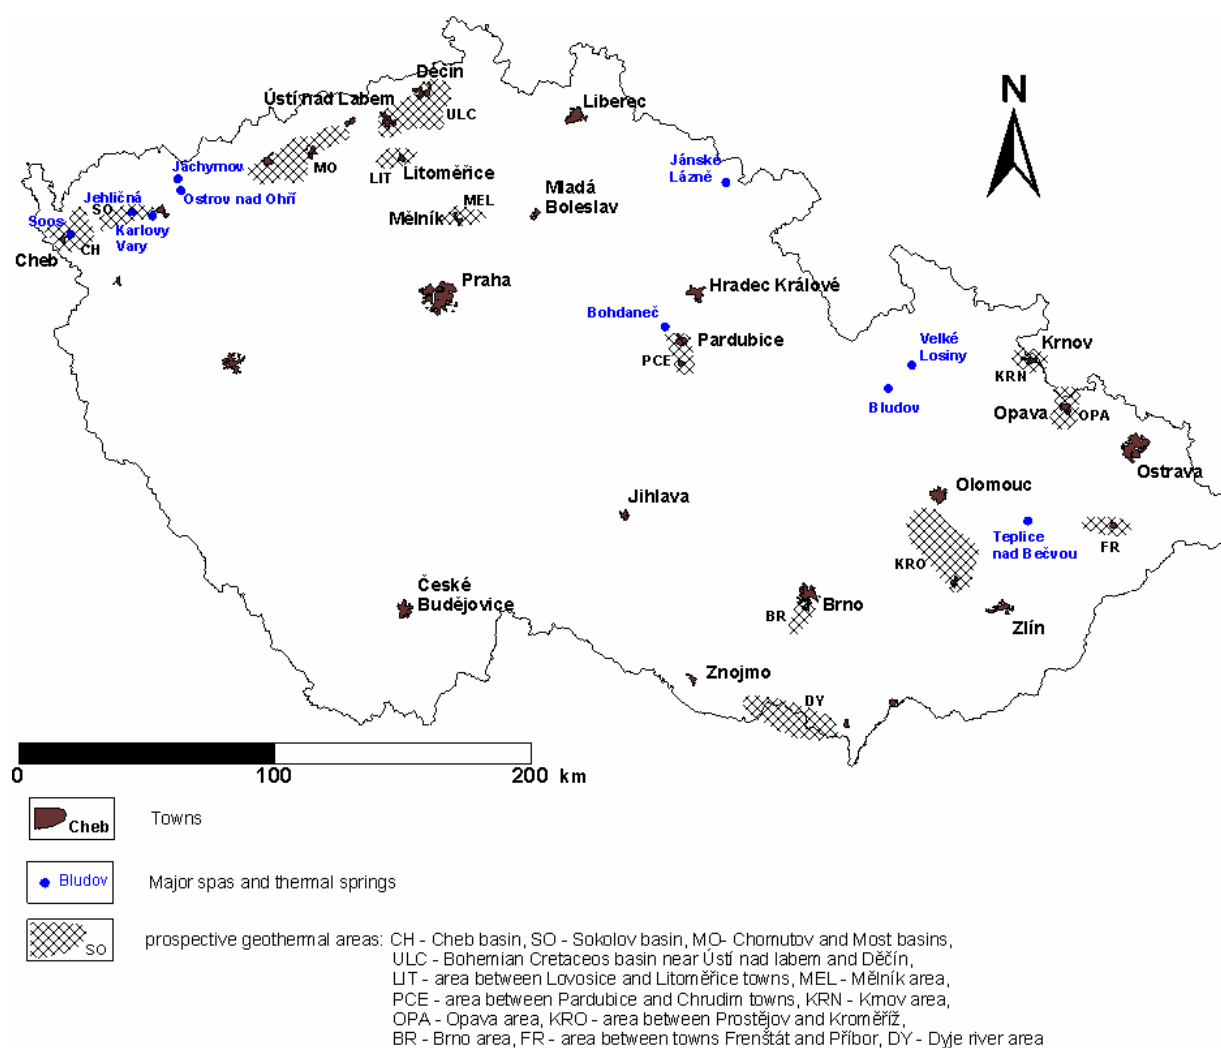 Děčín
Ústí nad Labem
ULC
Liberec
N
MO
Jáchymov
LIT
Litoměřice
Jánské
Lázně
Ostrov nad Ohří
Jehličná
SO
MEL
Mladá
Boleslav
Mělník
Soos
Karlovy
Vary
CH
Cheb
Praha
Hradec Králové
Bohdaneč
Pardubice
PCE
Velké
Losiny
Krnov
KRN
Bludov
Opava
OPA
Ostrava
Olomouc
Jihlava
Teplice
nad Bečvou
FR
KRO
České
Budějovice
Brno
BR
Zlín
Znojmo
DY
0 100 200 km
Cheb Towns
Bludov Major spas and thermal springs
SO prospective geothermal areas: CH - Cheb basin, SO - Sokolov basin, MO- Chomutov and Most basins,
ULC - Bohemian Cretaceos basin near Ústí nad labem and Děčín,
LIT - area between Lovosice and Litoměřice towns, MEL - Mělník area,
PCE - area between Pardubice and Chrudim towns, KRN - Krnov area,
OPA - Opava area, KRO - area between Prostějov and Kroměříž,
BR - Brno area, FR - area between towns Frenštát and Příbor, DY - Dyje river area